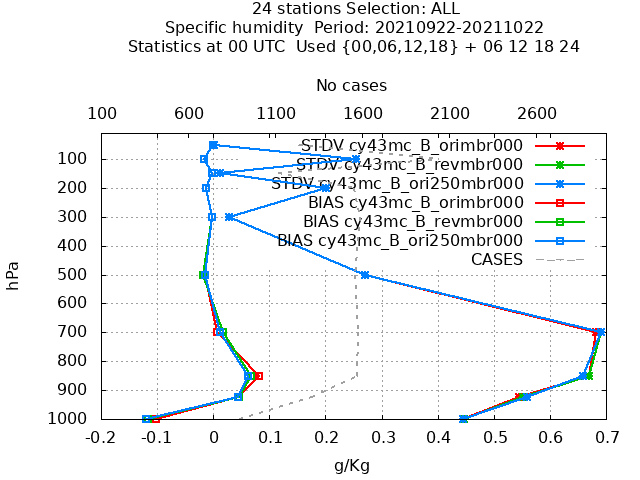 24 stations Selection: ALL
Specific humidity  Period: 20210922-20211022
Statistics at 00 UTC  Used {00,06,12,18} + 06 12 18 24
No cases
100 600 1100 1600 2100 2600
STDV cy43mc_B_orimbr000
100
STDV cy43mc_B_revmbr000
STDV cy43mc_B_ori250mbr000
200
BIAS cy43mc_B_orimbr000
300
BIAS cy43mc_B_revmbr000
BIAS cy43mc_B_ori250mbr000
400
CASES
hPa
500
600
700
800
900
1000
-0.2 -0.1 0 0.1 0.2 0.3 0.4 0.5 0.6 0.7
g/Kg